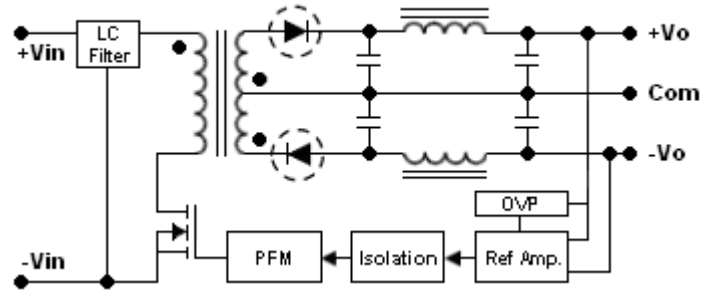 LC
Filter
+Vin
+Vo
Com
-Vo
OVP
-Vin
PFM
Isolation
Ref Amp.